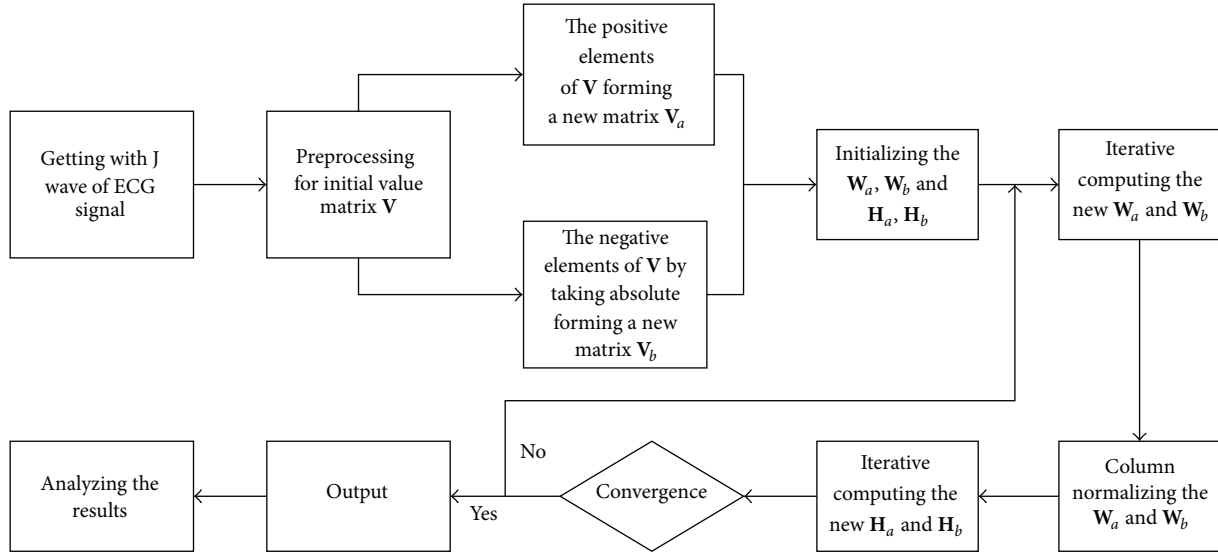 Getting with J
wave of ECG
signal
Preprocessing
for initial value
matrix V
The positive
elements
of V forming
a new matrix Va
The negative
elements of V by
taking absolute
forming a new
matrix Vb
Initializing the
Wa, Wb and
Ha, Hb
Iterative
computing the
new Wa and Wb
Column
normalizing the
Wa and Wb
Iterative
computing the
new Ha and Hb
Convergence
No
Yes
Output
Analyzing the
results